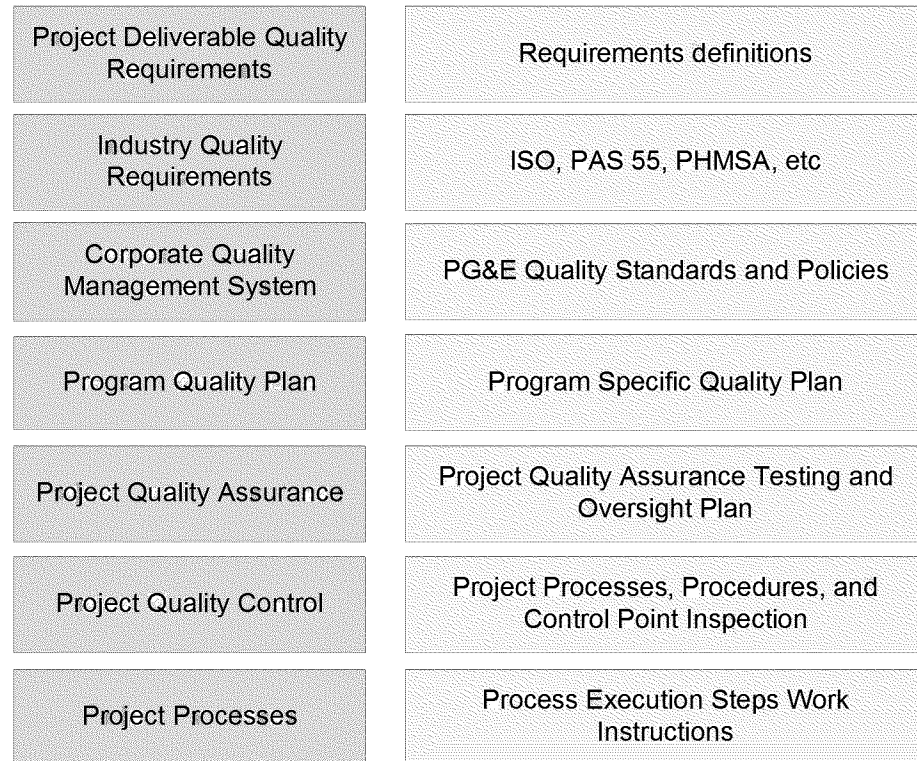 Project Deliverable Quality
Requirements
Requirements definitions
Industry Quality
Requirements
ISO, PAS 55, PHMSA, etc
Corporate Quality
Management System
PG&E Quality Standards and Policies
Program Quality Plan
Program Specific Quality Plan
Project Quality Assurance
Project Quality Assurance Testing and
Oversight Plan
Project Quality Control
Project Processes, Procedures, and
Control Point Inspection
Project Processes
Process Execution Steps Work
Instructions